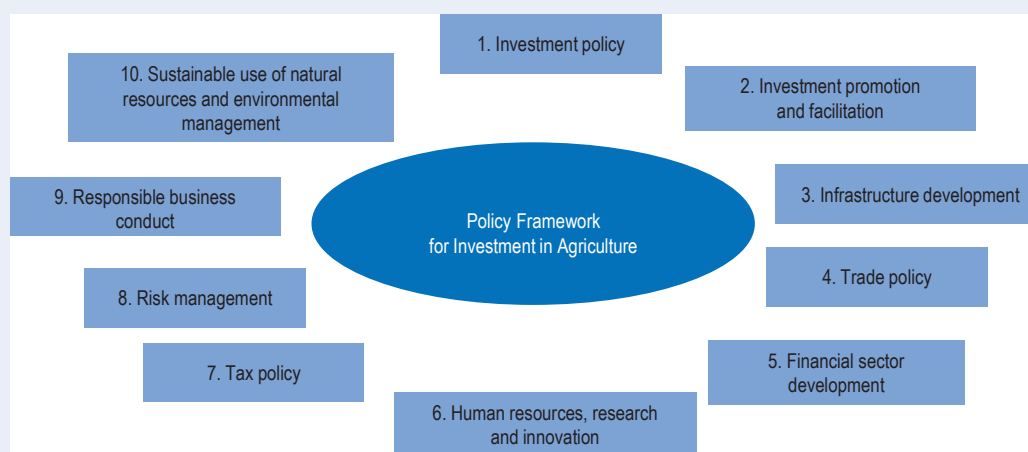 1. Investment policy
2. Investment promotion
and facilitation
3. Infrastructure development
4. Trade policy
5. Financial sector
development
6. Human resources, research
and innovation
7. Tax policy
8. Risk management
9. Responsible business
conduct
10. Sustainable use of natural
resources and environmental
management
Policy Framework
for Investment in Agriculture